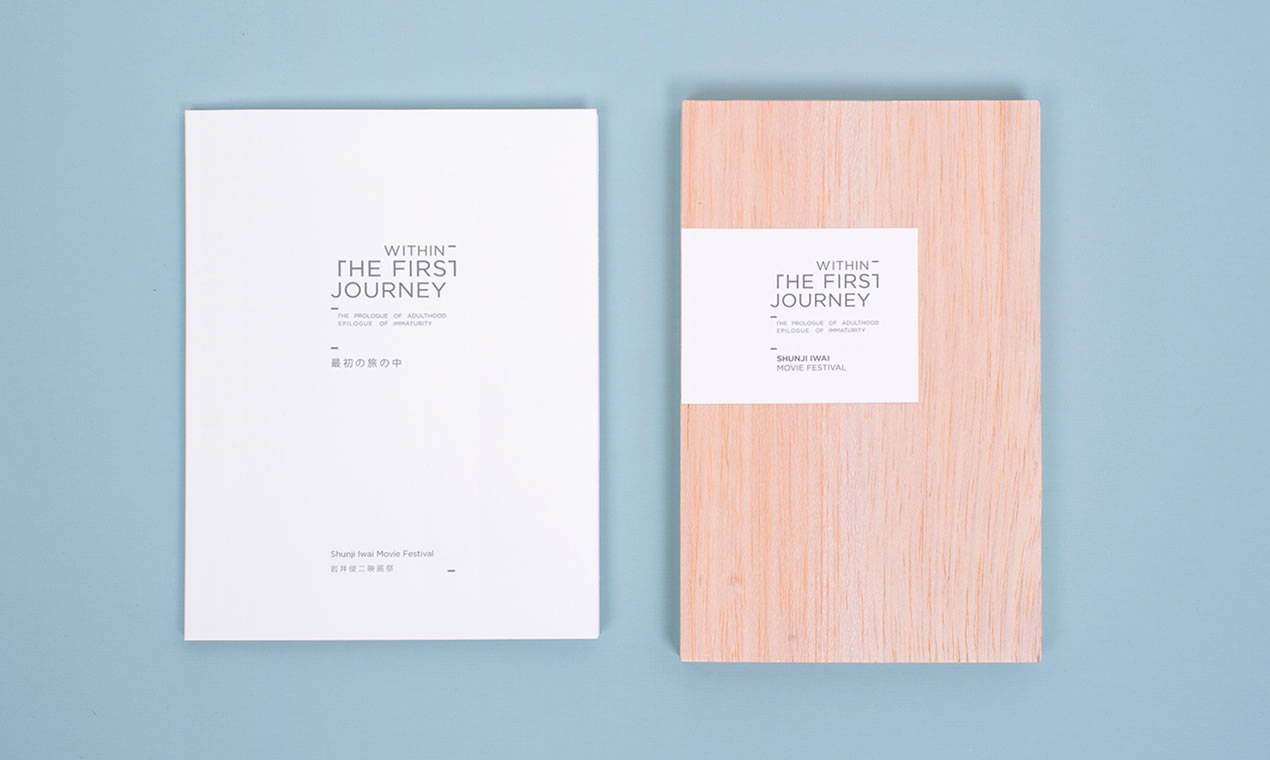 WITHIN
THE FIRST
JOURNEY
THE PROLOGUE OF ADULTHOOD
EPILOGUE OF IMMATURITY
最初の旅の中
Shunji Iwai Movie Festival
岩井俊二映画祭
WITHIN
THE FIRST
JOURNEY
THE PROLOGUE OF ADULTHOOD
EPILOGUE OF IMMATURITY
SHUNJI IWAI
MOVIE FESTIVAL